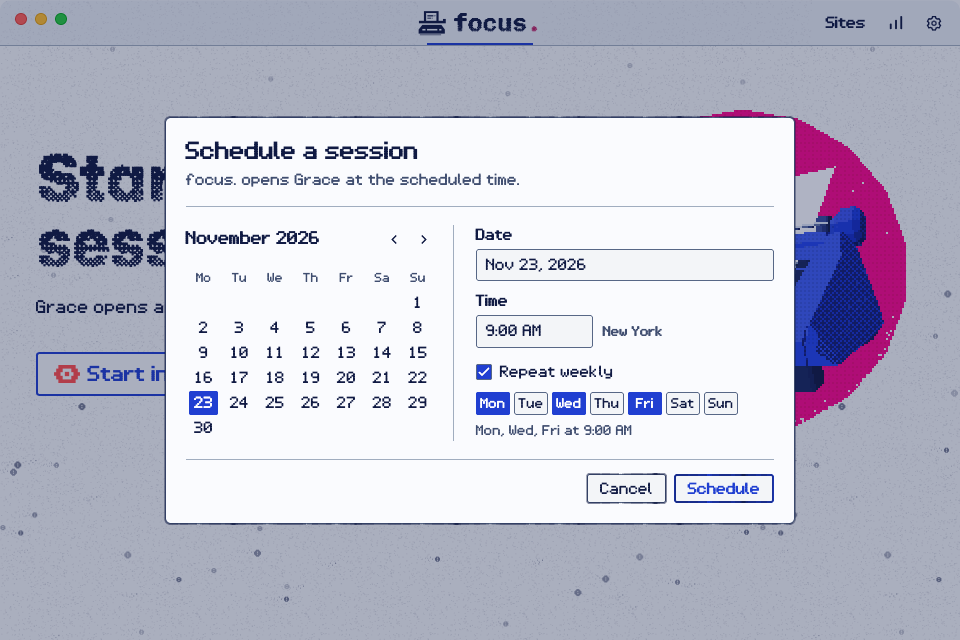 focus.
Sites
Schedule a session
focus. opens Grace at the scheduled time.
November 2026
Mo Tu We Th Fr Sa Su
1
2 3 4 5 6 7 8
9 10 11 12 13 14 15
16 17 18 19 20 21 22
23 24 25 26 27 28 29
30
Date
Nov 23, 2026
Time
9:00 AM New York
Repeat weekly
Mon Tue Wed Thu Fri Sat Sun
Mon, Wed, Fri at 9:00 AM
Cancel Schedule
sess
Grace opens a
Start in